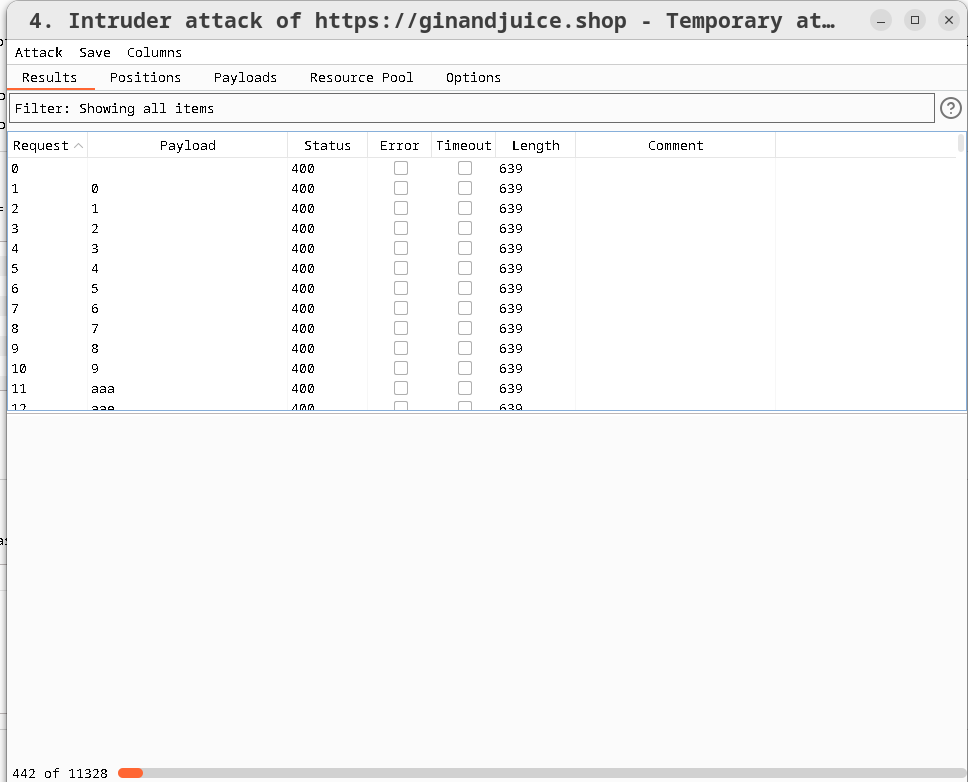 4. Intruder attack of https://ginandjuice.shop - Temporary at…
Attack Save Columns
Results Positions Payloads Resource Pool Options
Filter: Showing all items
Request Payload Status Error Timeout Length Comment
0 400 639
1 0 400 639
2 1 400 639
3 2 400 639
4 3 400 639
5 4 400 639
6 5 400 639
7 6 400 639
8 7 400 639
9 8 400 639
10 9 400 639
11 aaa 400 639
12 aae 400 639
442 of 11328